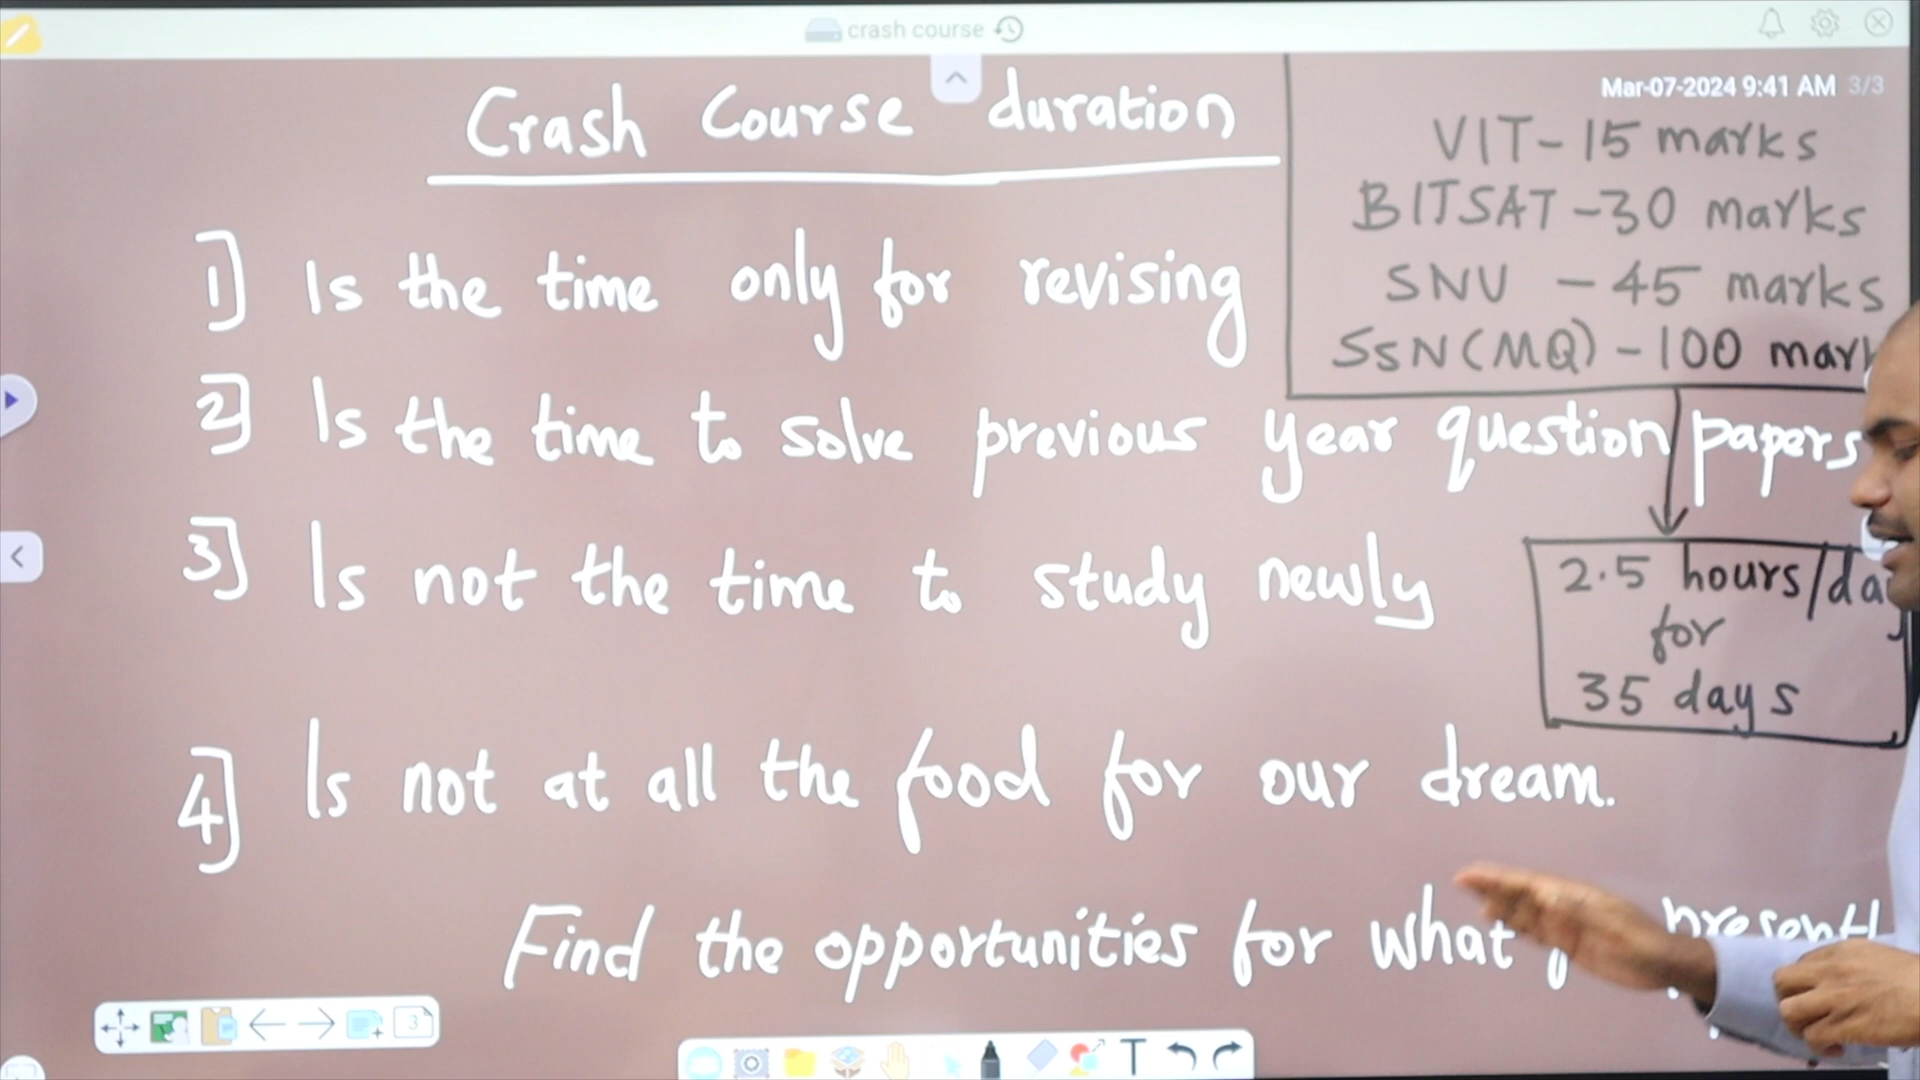 crash course
Mar-07-2024 9:41 AM 3/3
Crash Course duration
1] Is the time only for revising
2] Is the time to solve previous year question papers
3] Is not the time to study newly
4] Is not at all the food for our dream.
Find the opportunities for what
VIT - 15 marks
BITSAT - 30 marks
SNU - 45 marks
SSN (MQ) - 100
2.5 hours/
for
35 days
3
T